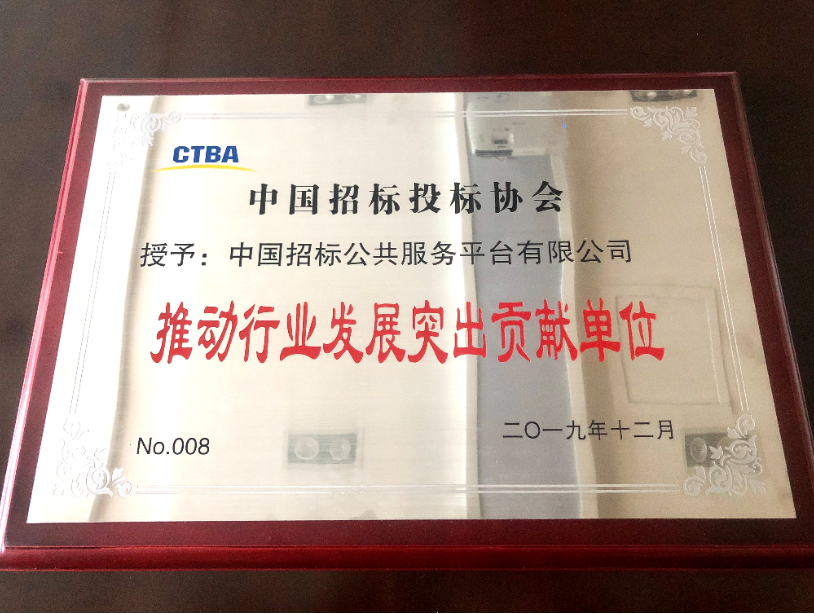 CTBA
中国招标投标协会
授予：中国招标公共服务平台有限公司
推动行业发展突出贡献单位
No.008
二〇一九年十二月